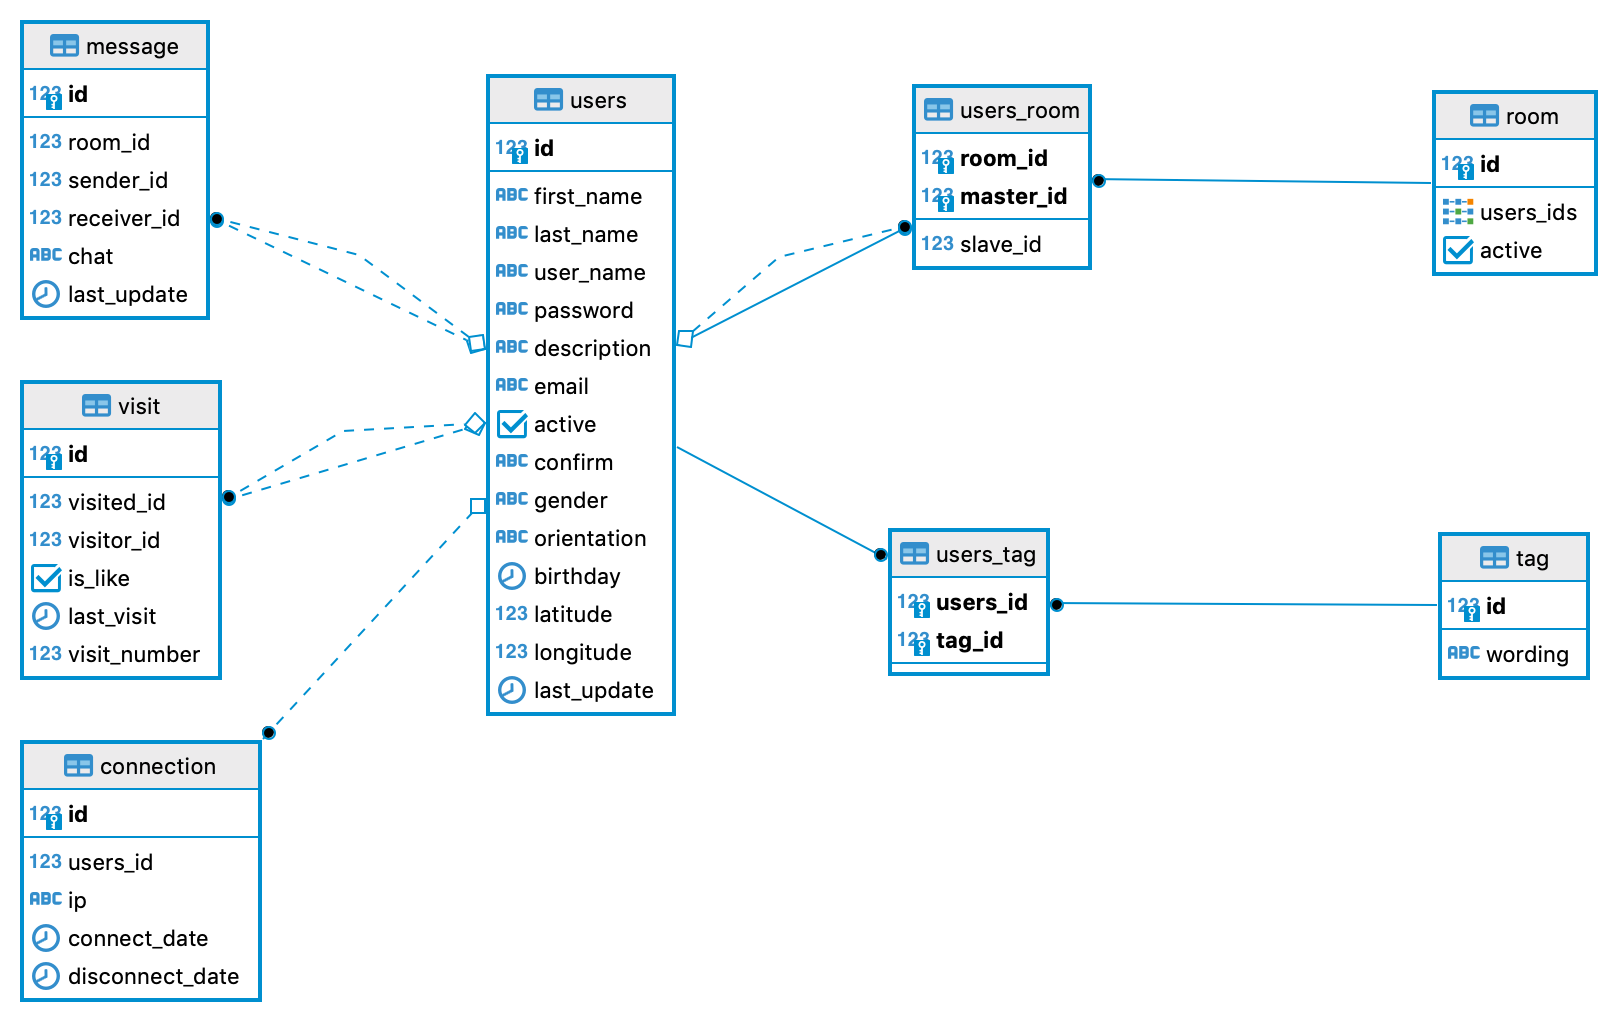 message
123 id
123 room_id
123 sender_id
123 receiver_id
ABC chat
last_update
visit
123 id
123 visited_id
123 visitor_id
is_like
last_visit
123 visit_number
connection
123 id
123 users_id
ABC ip
connect_date
disconnect_date
users
123 id
ABC first_name
ABC last_name
ABC user_name
ABC password
ABC description
ABC email
active
ABC confirm
ABC gender
ABC orientation
birthday
123 latitude
123 longitude
last_update
users_room
123 room_id
123 master_id
123 slave_id
users_tag
123 users_id
123 tag_id
room
123 id
users_ids
active
tag
123 id
ABC wording